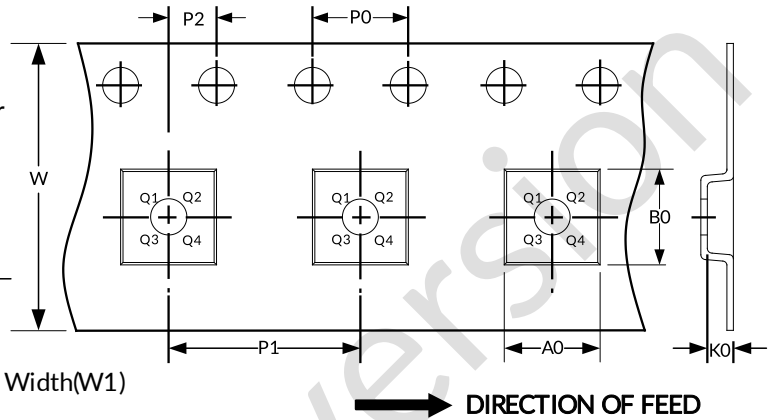 P2
P0
r
W
Q1 Q2
Q1 Q2
Q1 Q2
B0
Q3 Q4
Q3 Q4
Q3 Q4
P1
A0
K0
Width(W1)
DIRECTION OF FEED
version